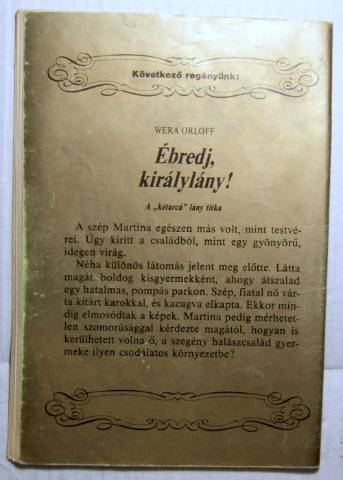 Következő regényünk:
WERA ORLOFF
Ébredj,
királylány!
A „kétarcú” lány titka
A szép Martina egészen más volt, mint testvé-
rei. Úgy kirítt a családból, mint egy gyönyörű,
idegen virág.
Néha különös látomás jelent meg előtte. Látta
magát boldog kisgyermekként, ahogy átszalad
egy hatalmas, pompás parkon. Szép, fiatal nő vár-
ta kitárt karokkal, és kacagva elkapta. Ekkor min-
dig elmosódtak a képek. Martina pedig mérhetet-
len szomorúsággal kérdezte magától, hogyan is
kerülhetett volna ő, a szegény halászcsalád gyer-
meke ilyen csodálatos környezetbe?